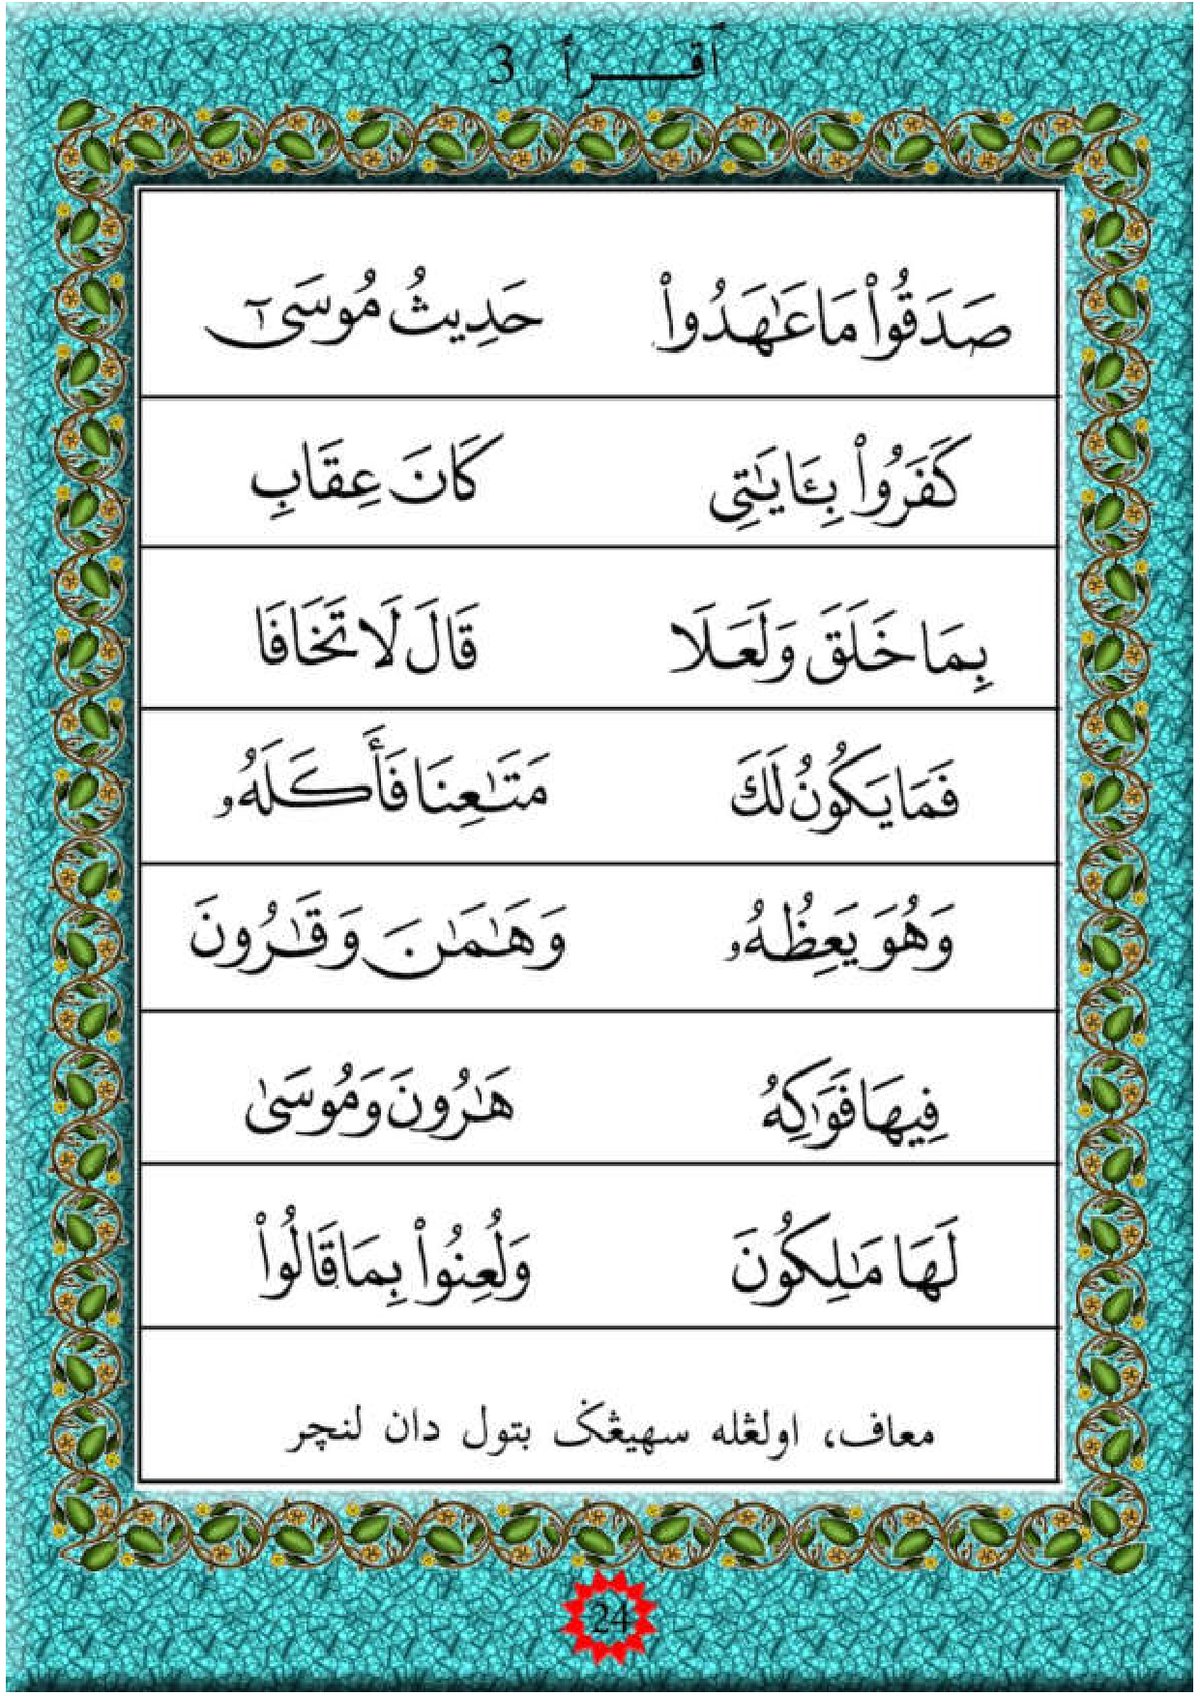 اقــرأ 3
صَدَقُوا۟ مَا عَـٰهَدُوا۟ حَدِيثُ مُوسَىٰٓ
كَفَرُوا۟ بِـَٔايَـٰتِى كَانَ عِقَابِ
بِمَا خَلَقَ وَلَعَلَا قَالَ لَا تَخَافَا
فَمَا يَكُونُ لَكَ مَتَـٰعِنَا فَأَكَلَهُۥ
وَهُوَ يَعِظُهُۥ وَهَـٰمَـٰنَ وَقَـٰرُونَ
فِيهَا فَوَٰكِهُ هَـٰرُونَ وَمُوسَىٰ
لَهَا مَـٰلِكُونَ وَلُعِنُوا۟ بِمَا قَالُوا۟
معاف، اولڠله سهيڠݢ بتول دان لنچر
24